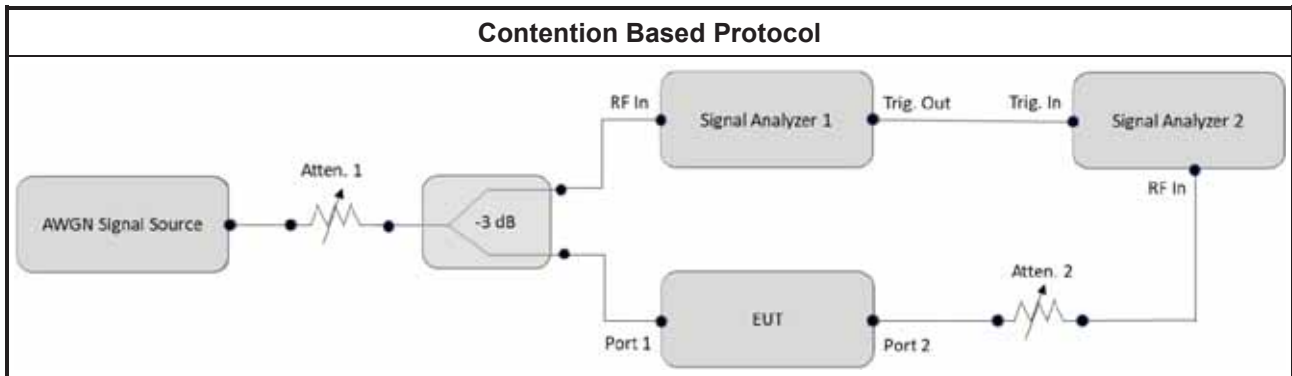 Contention Based Protocol
RF In
Signal Analyzer 1
Trig. Out
Trig. In
Signal Analyzer 2
Atten. 1
RF In
AWGN Signal Source
-3 dB
Atten. 2
EUT
Port 1
Port 2